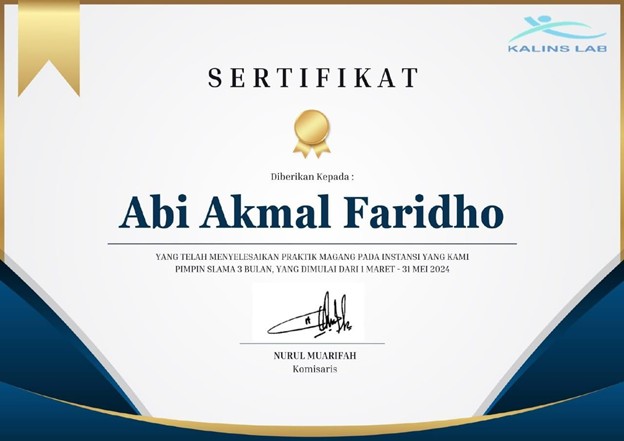 KALINS LAB
SERTIFIKAT
Diberikan Kepada :
Abi Akmal Faridho
YANG TELAH MENYELESAIKAN PRAKTIK MAGANG PADA INSTANSI YANG KAMI
PIMPIN SLAMA 3 BULAN, YANG DIMULAI DARI 1 MARET - 31 MEI 2024
NURUL MUARIFAH
Komisaris